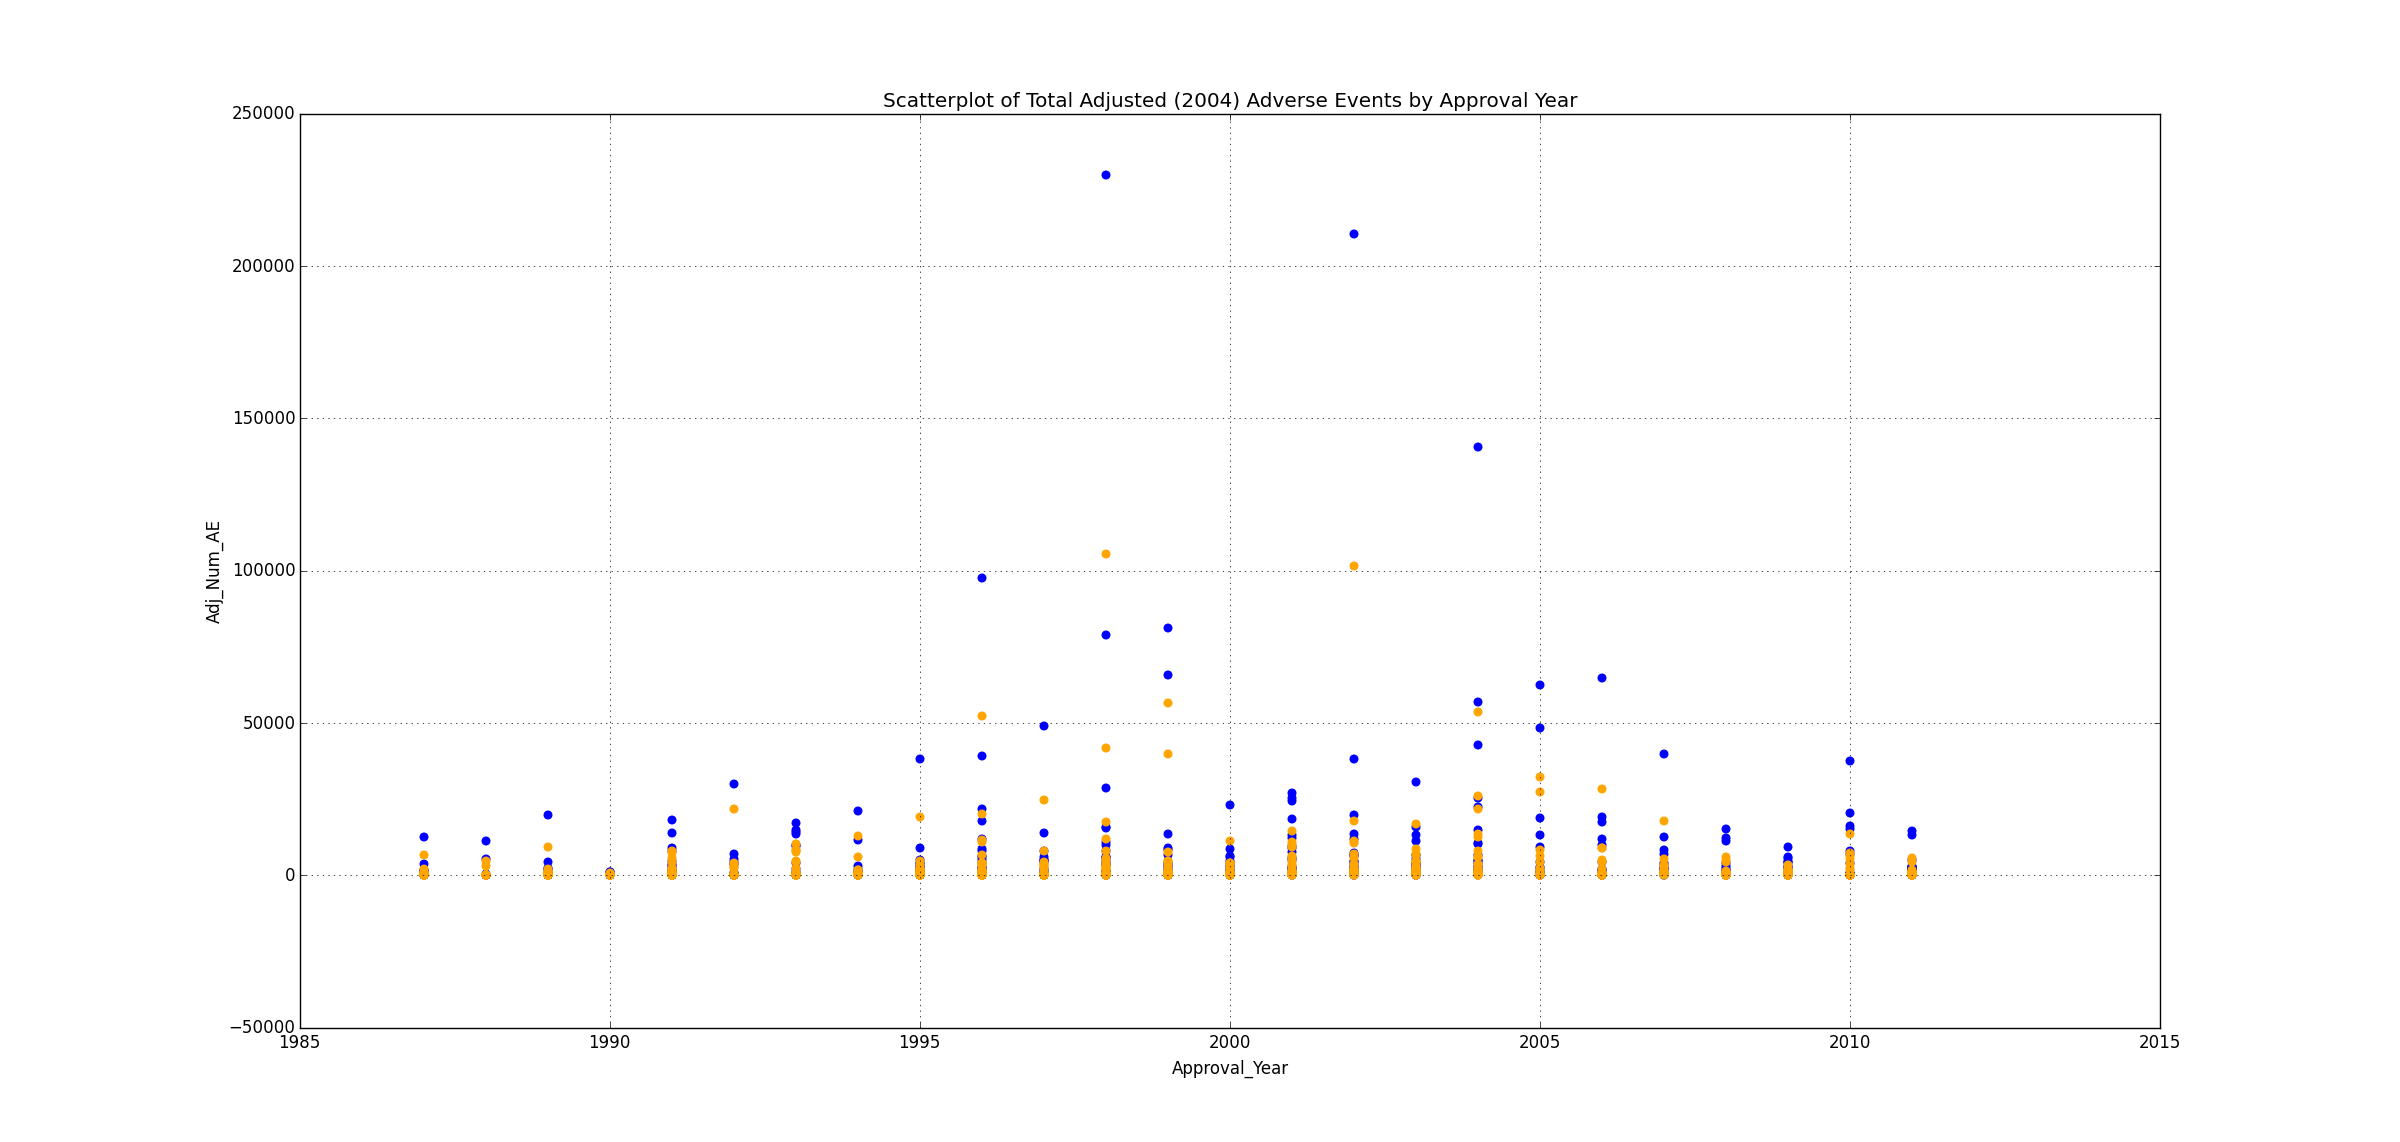 Scatterplot of Total Adjusted (2004) Adverse Events by Approval Year
250000
200000
150000
100000
50000
0
−50000
Adj_Num_AE
1985 1990 1995 2000 2005 2010 2015
Approval_Year